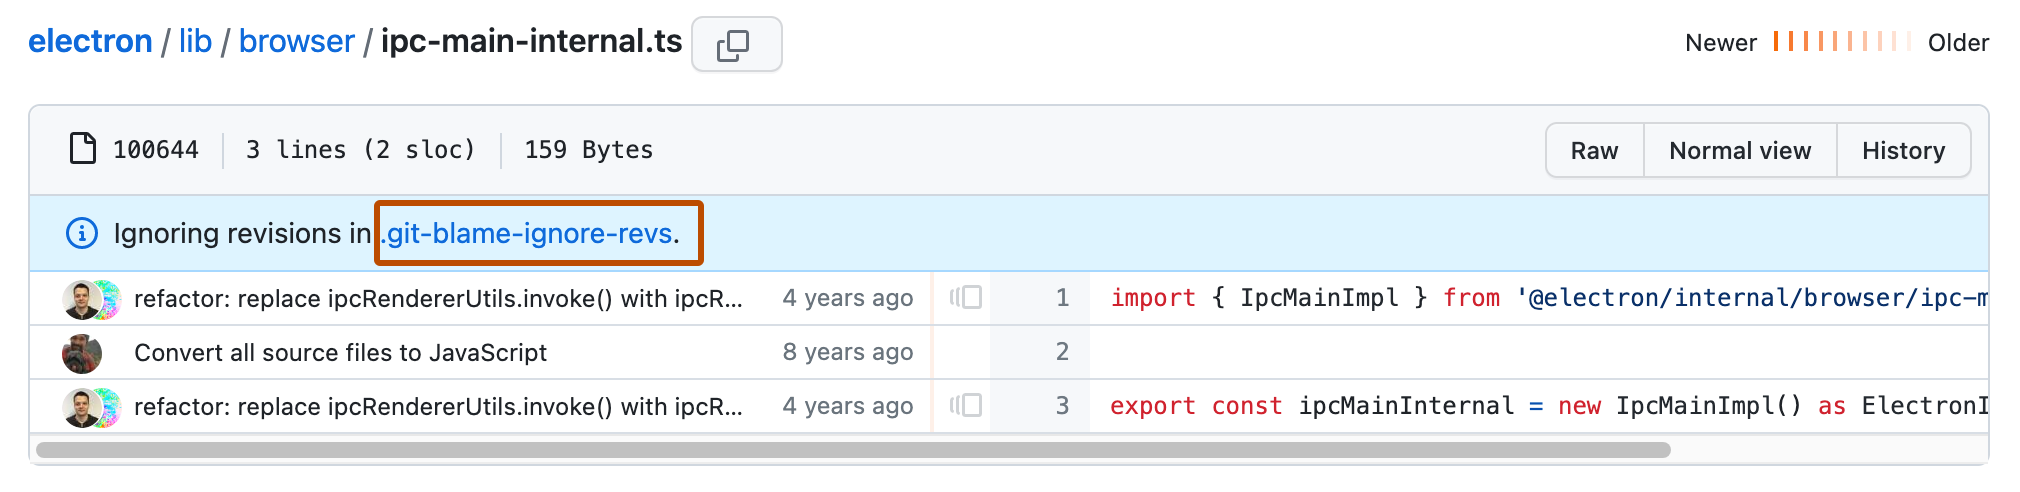 electron / lib / browser / ipc-main-internal.ts
Newer Older
100644 3 lines (2 sloc) 159 Bytes Raw Normal view History
Ignoring revisions in .git-blame-ignore-revs.
refactor: replace ipcRendererUtils.invoke() with ipcR... 4 years ago 1 import { IpcMainImpl } from '@electron/internal/browser/ipc-m
Convert all source files to JavaScript 8 years ago 2
refactor: replace ipcRendererUtils.invoke() with ipcR... 4 years ago 3 export const ipcMainInternal = new IpcMainImpl() as ElectronI